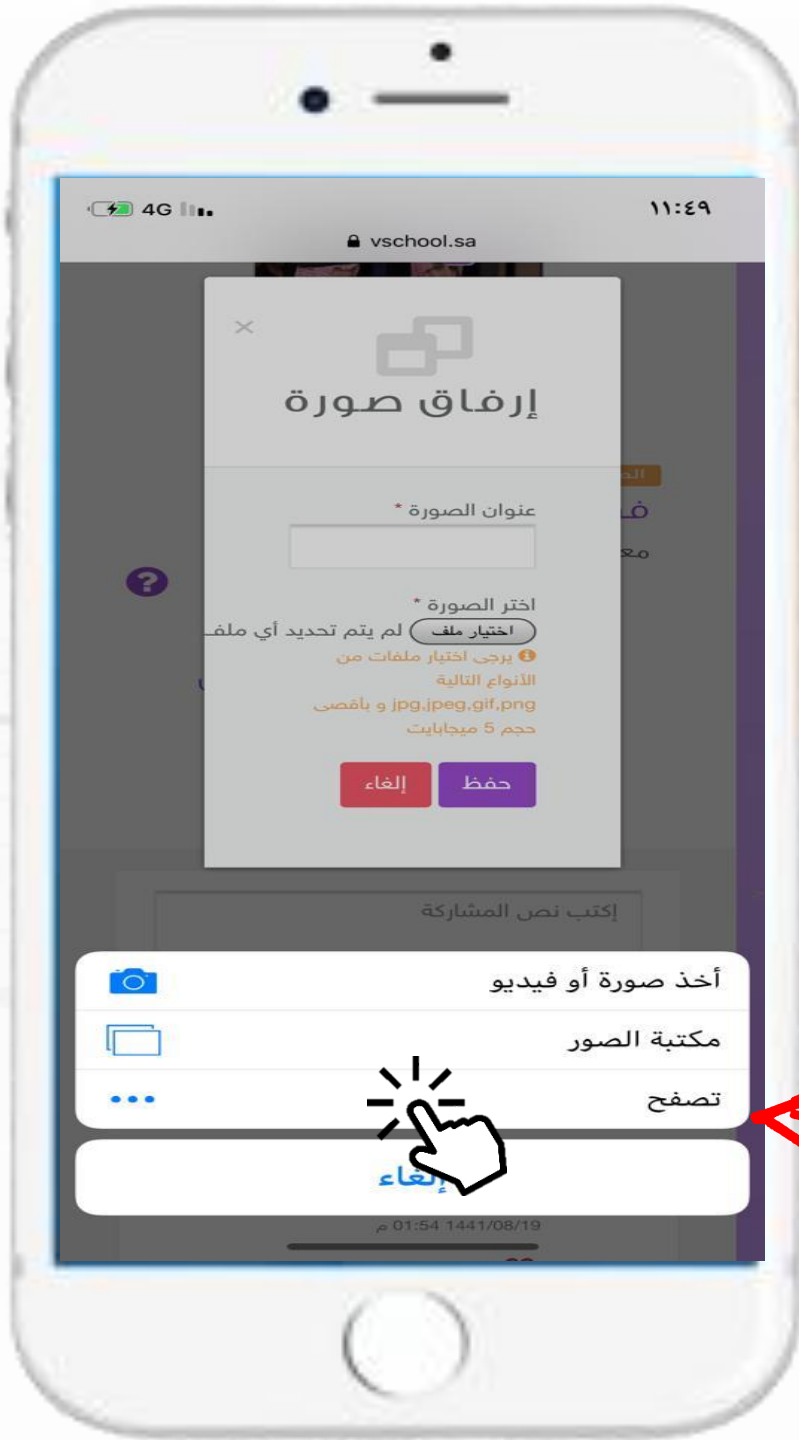 4G
١١:٤٩
vschool.sa
إرفاق صورة
عنوان الصورة *
اختر الصورة *
اختيار ملف لم يتم تحديد أي ملف
يرجى اختيار ملفات من
الأنواع التالية
jpg,jpeg,gif,png و بأقصى
حجم 5 ميجابايت
حفظ إلغاء
إكتب نص المشاركة
أخذ صورة أو فيديو
مكتبة الصور
تصفح
إلغاء
1441/08/19 01:54 م